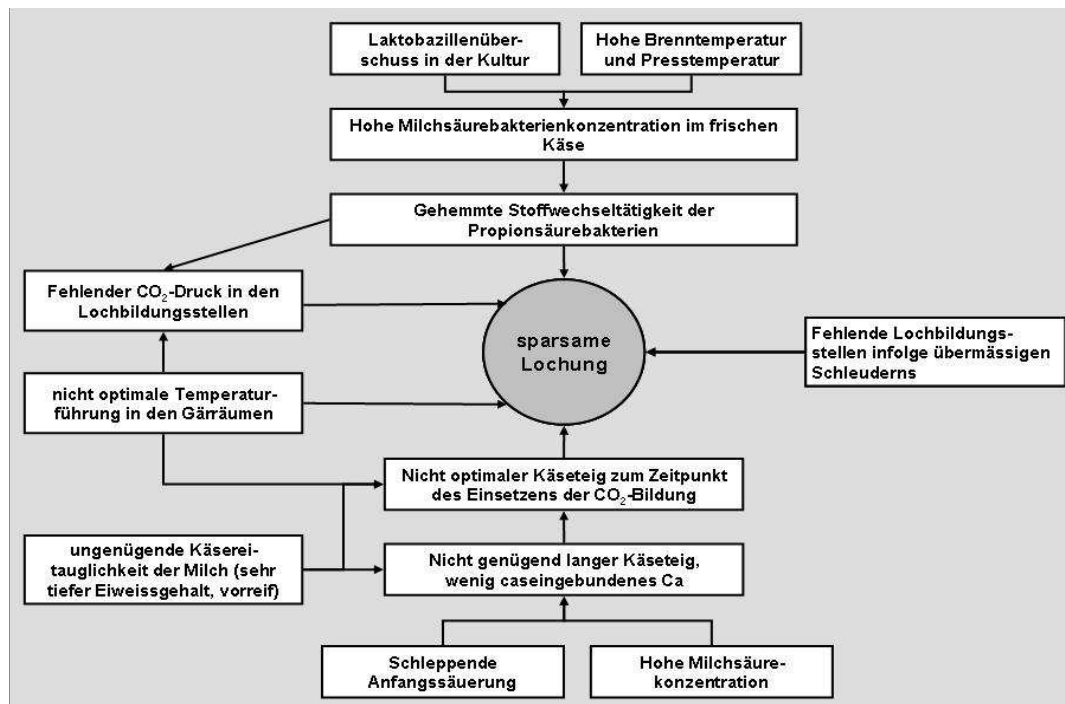 Laktobazillenüber-
schuss in der Kultur
Hohe Brenntemperatur
und Presstemperatur
Hohe Milchsäurebakterienkonzentration im frischen
Käse
Gehemmte Stoffwechseltätigkeit der
Propionsäurebakterien
Fehlender CO₂-Druck in den
Lochbildungsstellen
sparsame
Lochung
Fehlende Lochbildungs-
stellen infolge übermässigen
Schleuderns
nicht optimale Temperatur-
führung in den Gärräumen
Nicht optimaler Käseteig zum Zeitpunkt
des Einsetzens der CO₂-Bildung
ungenügende Käserei-
tauglichkeit der Milch (sehr
tiefer Eiweissgehalt, vorreif)
Nicht genügend langer Käseteig,
wenig caseingebundenes Ca
Schleppende
Anfangssäuerung
Hohe Milchsäure-
konzentration